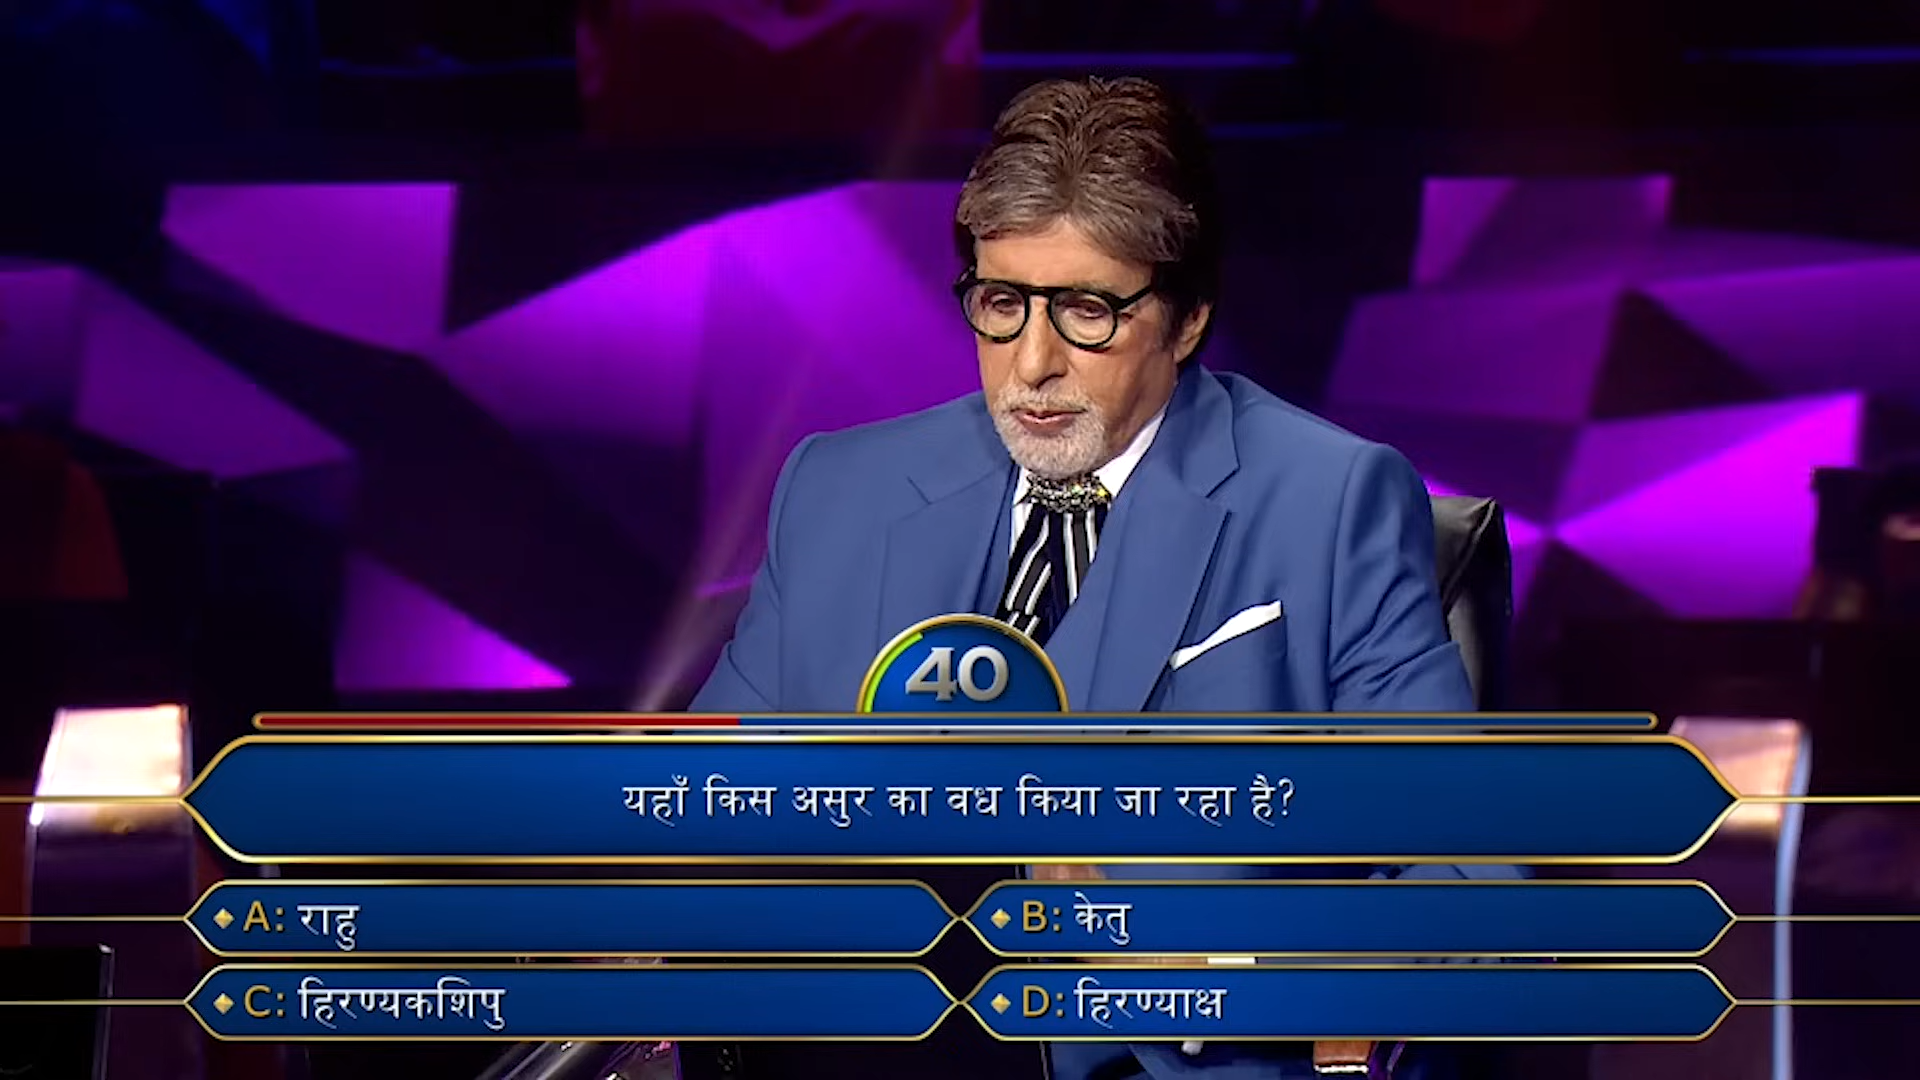 40
यहाँ किस असुर का वध किया जा रहा है?
A: राहु
B: केतु
C: हिरण्यकशिपु
D: हिरण्याक्ष